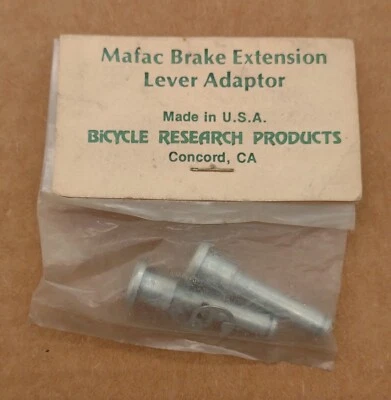 Mafac Brake Extension
Lever Adaptor
Made in U.S.A.
BiCYCLE RESEARCH PRODUCTS
Concord, CA